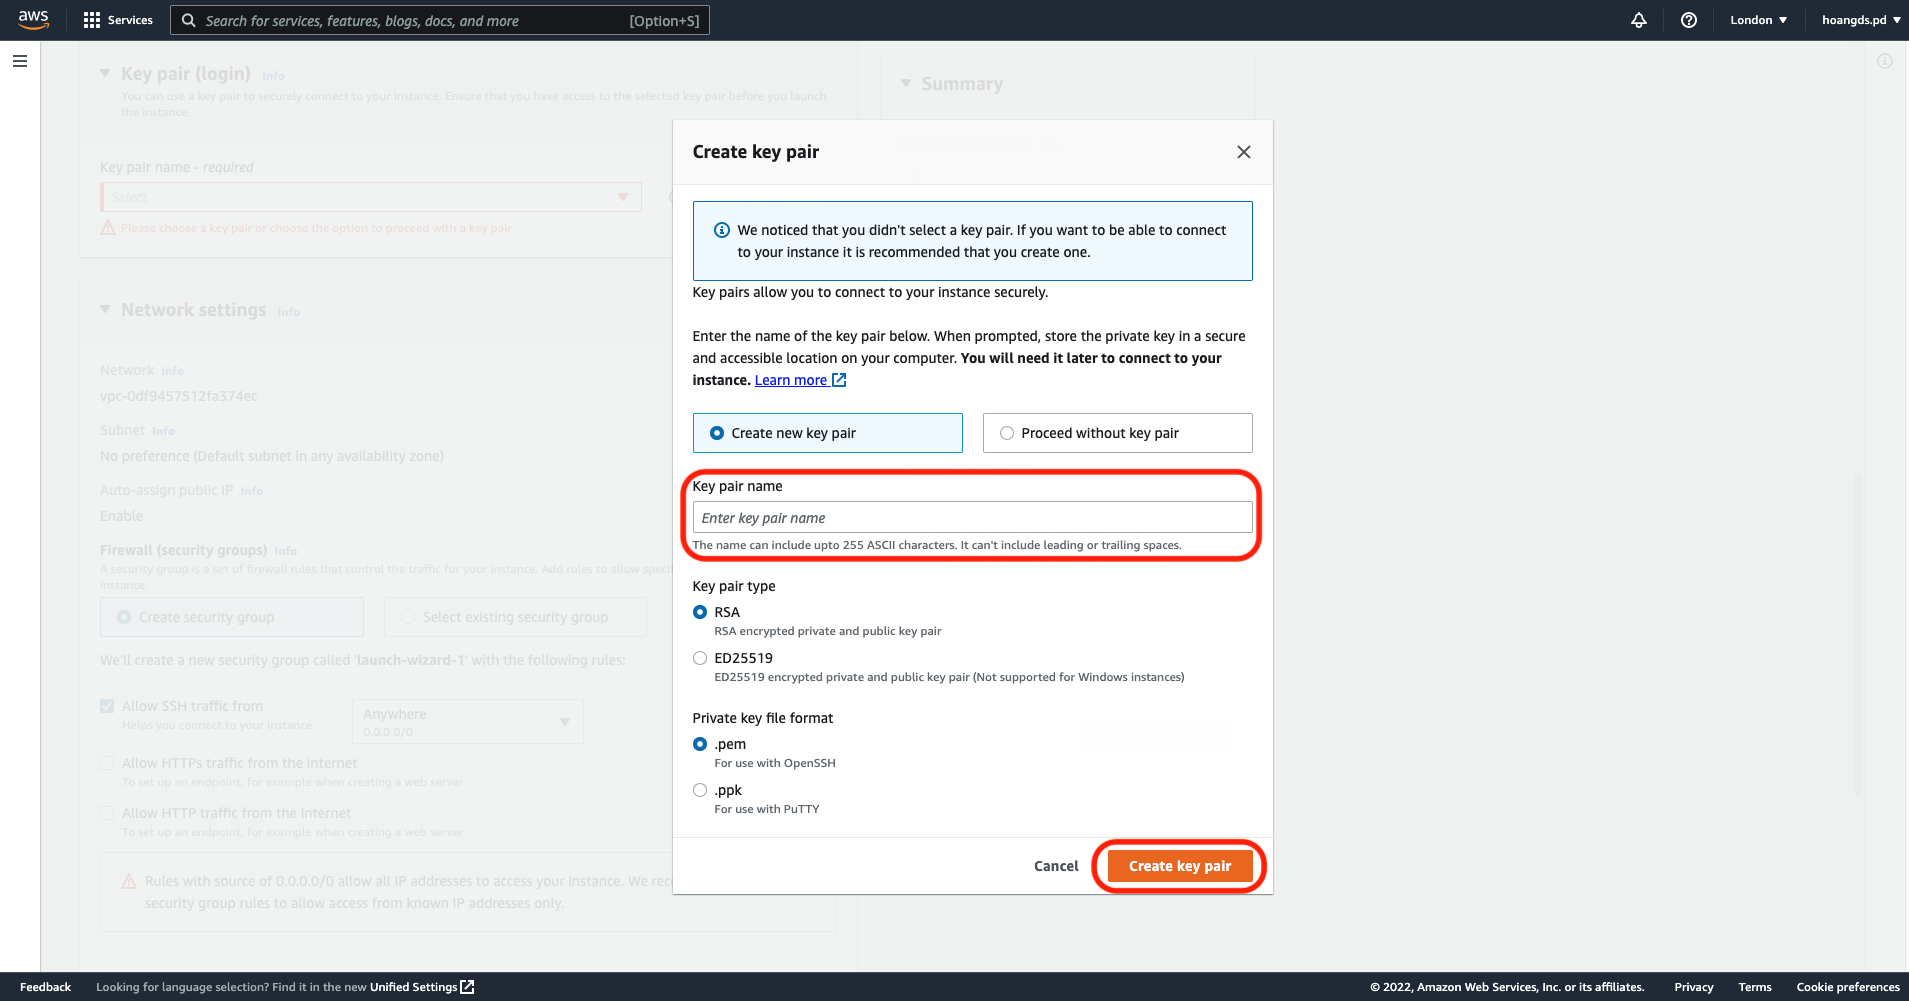 aws
Services
Search for services, features, blogs, docs, and more
[Option+S]
London
hoangds.pd
Key pair (login) Info
You can use a key pair to securely connect to your instance. Ensure that you have access to the selected key pair before you launch
the instance.
Key pair name - required
Select
Please choose a key pair or choose the option to proceed with a key pair
Network settings Info
Network Info
vpc-0df9457512fa374ec
Subnet Info
No preference (Default subnet in any availability zone)
Auto-assign public IP Info
Enable
Firewall (security groups) Info
A security group is a set of firewall rules that control the traffic for your instance. Add rules to allow speci
instance.
Create security group
Select existing security group
We'll create a new security group called 'launch-wizard-1' with the following rules:
Allow SSH traffic from
Helps you connect to your instance
Anywhere
0.0.0.0/0
Allow HTTPs traffic from the internet
To set up an endpoint, for example when creating a web server
Allow HTTP traffic from the internet
To set up an endpoint, for example when creating a web server
Rules with source of 0.0.0.0/0 allow all IP addresses to access your instance. We rec
security group rules to allow access from known IP addresses only.
Summary
Create key pair
We noticed that you didn't select a key pair. If you want to be able to connect
to your instance it is recommended that you create one.
Key pairs allow you to connect to your instance securely.
Enter the name of the key pair below. When prompted, store the private key in a secure
and accessible location on your computer. You will need it later to connect to your
instance. Learn more
Create new key pair
Proceed without key pair
Key pair name
Enter key pair name
The name can include upto 255 ASCII characters. It can't include leading or trailing spaces.
Key pair type
RSA
RSA encrypted private and public key pair
ED25519
ED25519 encrypted private and public key pair (Not supported for Windows instances)
Private key file format
.pem
For use with OpenSSH
.ppk
For use with PuTTY
Cancel
Create key pair
Feedback
Looking for language selection? Find it in the new Unified Settings
© 2022, Amazon Web Services, Inc. or its affiliates.
Privacy
Terms
Cookie preferences